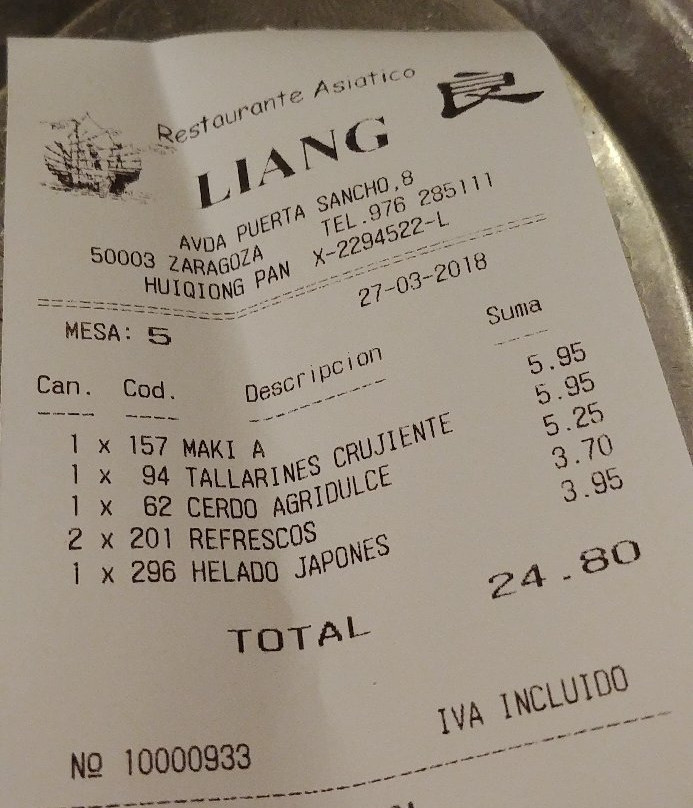 Restaurante Asiatico
良
LIANG
AVDA PUERTA SANCHO,8
50003 ZARAGOZA TEL.976 285111
HUIQIONG PAN X-2294522-L
27-03-2018
MESA: 5
Can. Cod. Descripcion Suma
1 x 157 MAKI A 5.95
1 x 94 TALLARINES CRUJIENTE 5.95
1 x 62 CERDO AGRIDULCE 5.25
2 x 201 REFRESCOS 3.70
1 x 296 HELADO JAPONES 3.95
TOTAL 24.80
Nº 10000933 IVA INCLUIDO